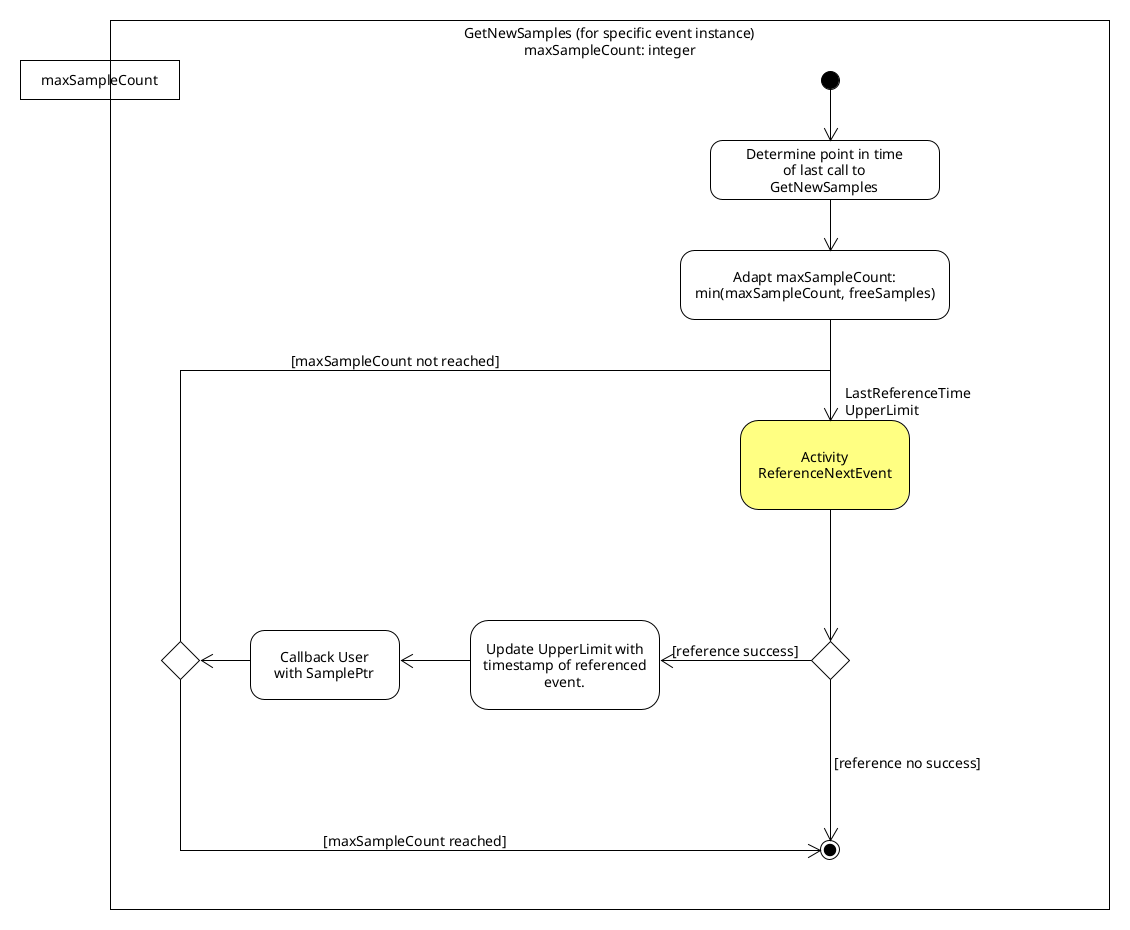 GetNewSamples (for specific event instance)
maxSampleCount: integer
maxSampleCount
Determine point in time
of last call to
GetNewSamples
Adapt maxSampleCount:
min(maxSampleCount, freeSamples)
[maxSampleCount not reached]
LastReferenceTime
UpperLimit
Activity
ReferenceNextEvent
[reference success]
Update UpperLimit with
timestamp of referenced
event.
Callback User
with SamplePtr
[reference no success]
[maxSampleCount reached]